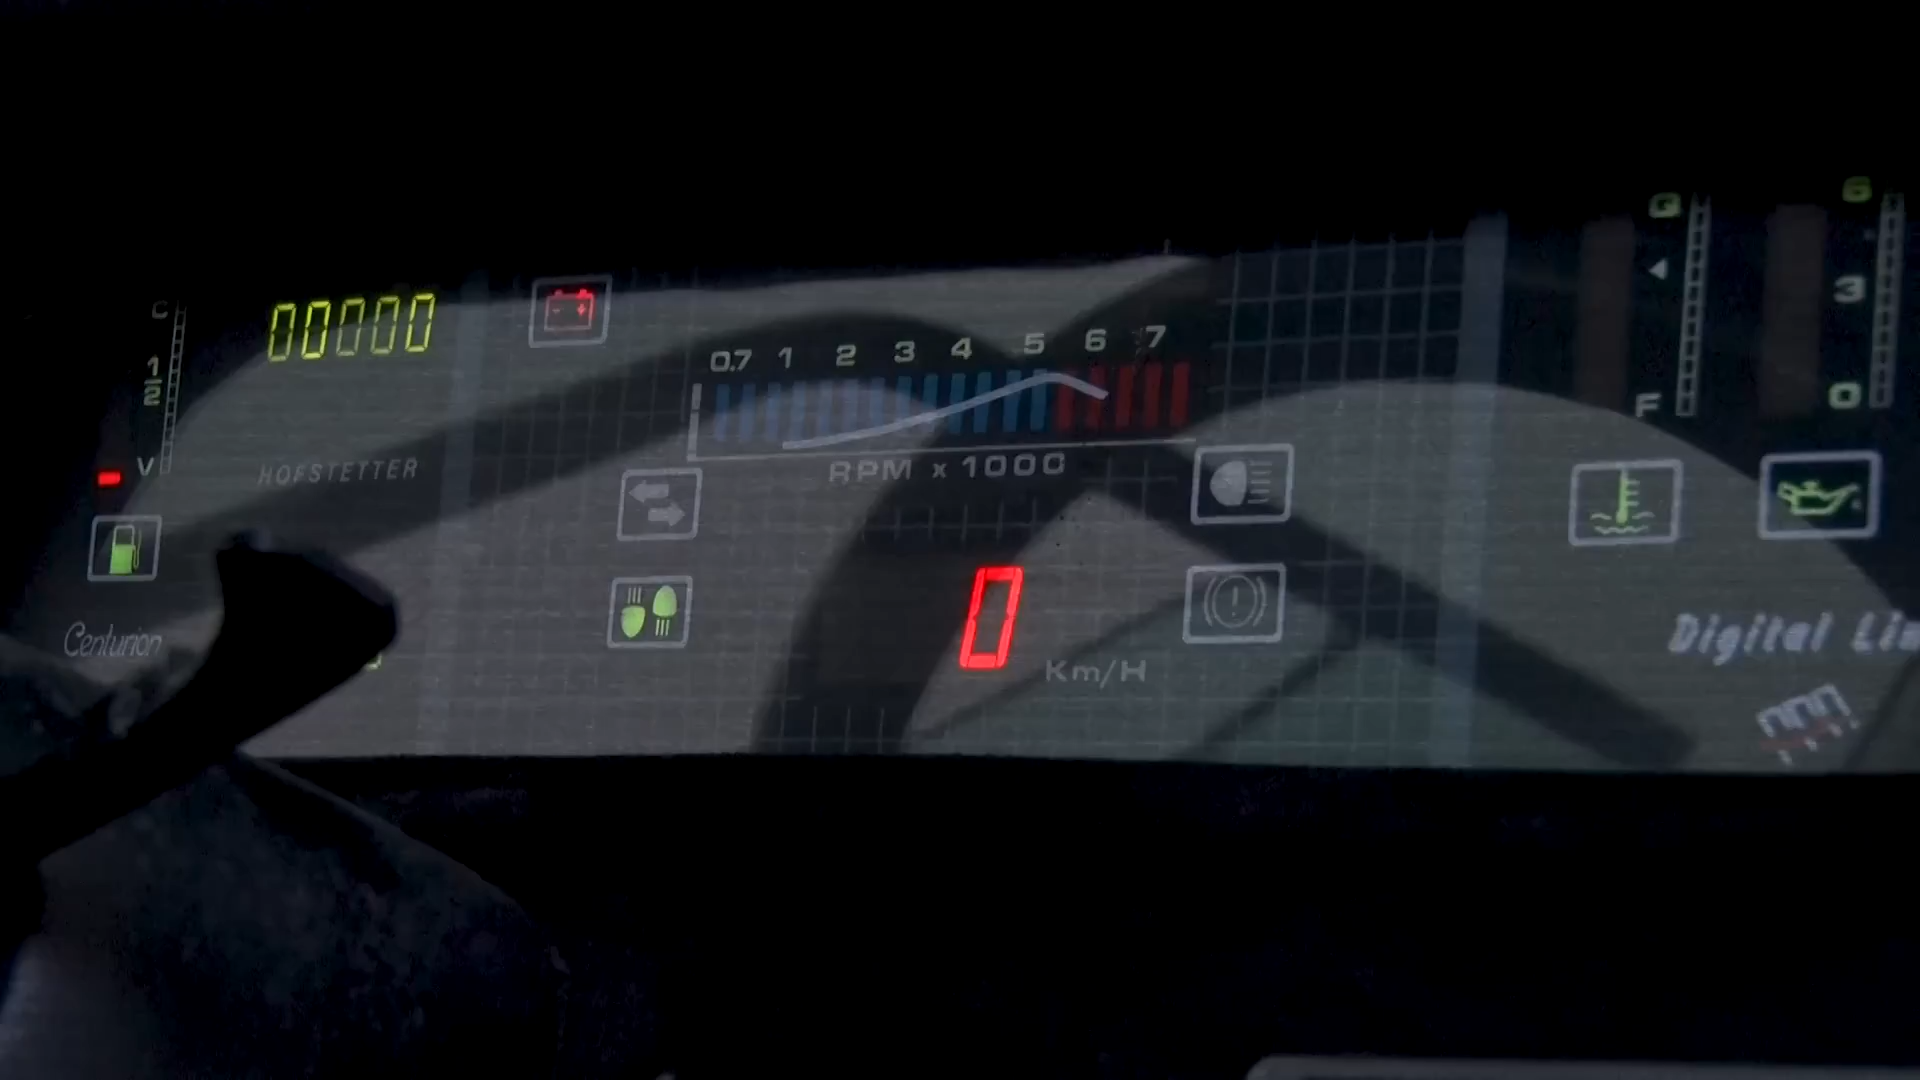 C
1
2
V
00000
HOFSTETTER
Centurion
0.7 1 2 3 4 5 6 7
RPM x 1000
0
Km/H
Q
F
6
3
0
Digital Li